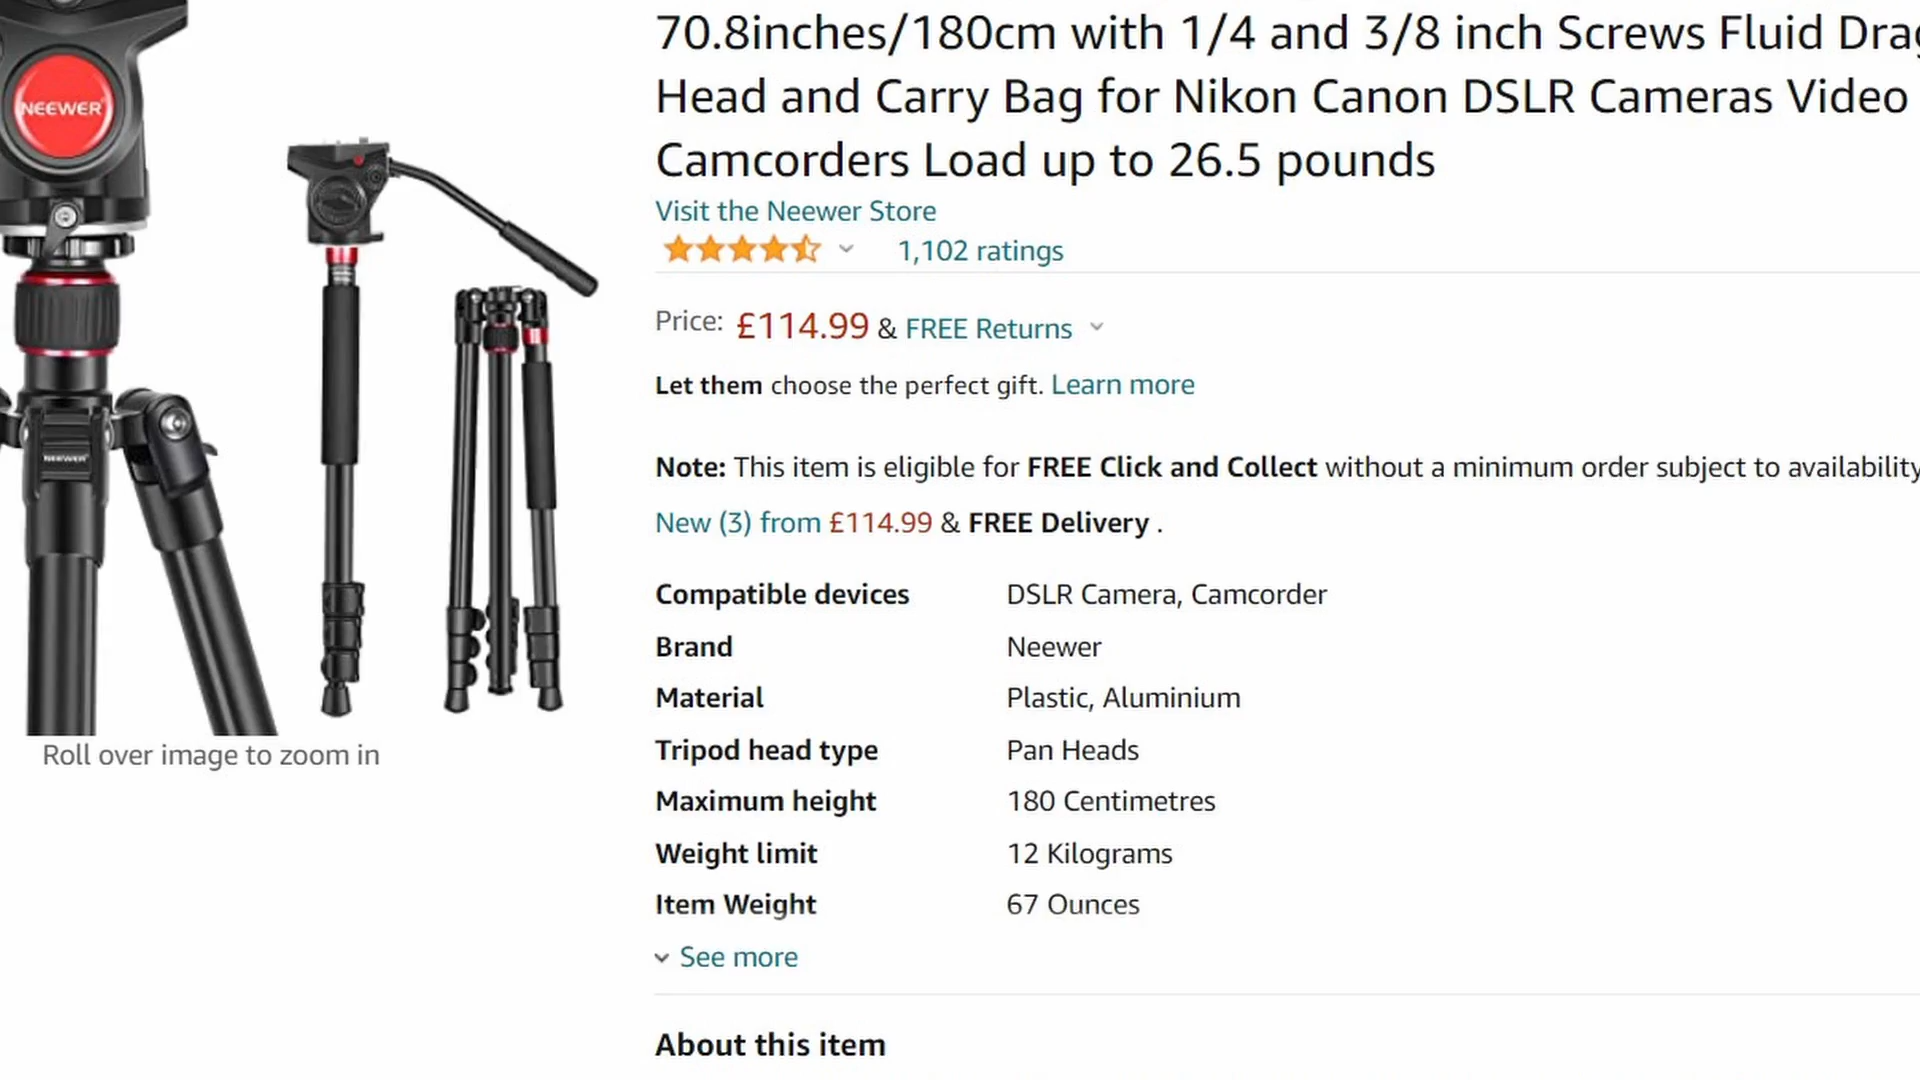 70.8inches/180cm with 1/4 and 3/8 inch Screws Fluid Drag
Head and Carry Bag for Nikon Canon DSLR Cameras Video
Camcorders Load up to 26.5 pounds
Visit the Neewer Store
1,102 ratings
Price: £114.99 & FREE Returns
Let them choose the perfect gift. Learn more
Note: This item is eligible for FREE Click and Collect without a minimum order subject to availability
New (3) from £114.99 & FREE Delivery .
Compatible devices DSLR Camera, Camcorder
Brand Neewer
Material Plastic, Aluminium
Tripod head type Pan Heads
Maximum height 180 Centimetres
Weight limit 12 Kilograms
Item Weight 67 Ounces
See more
About this item
NEEWER
NEEWER
Roll over image to zoom in